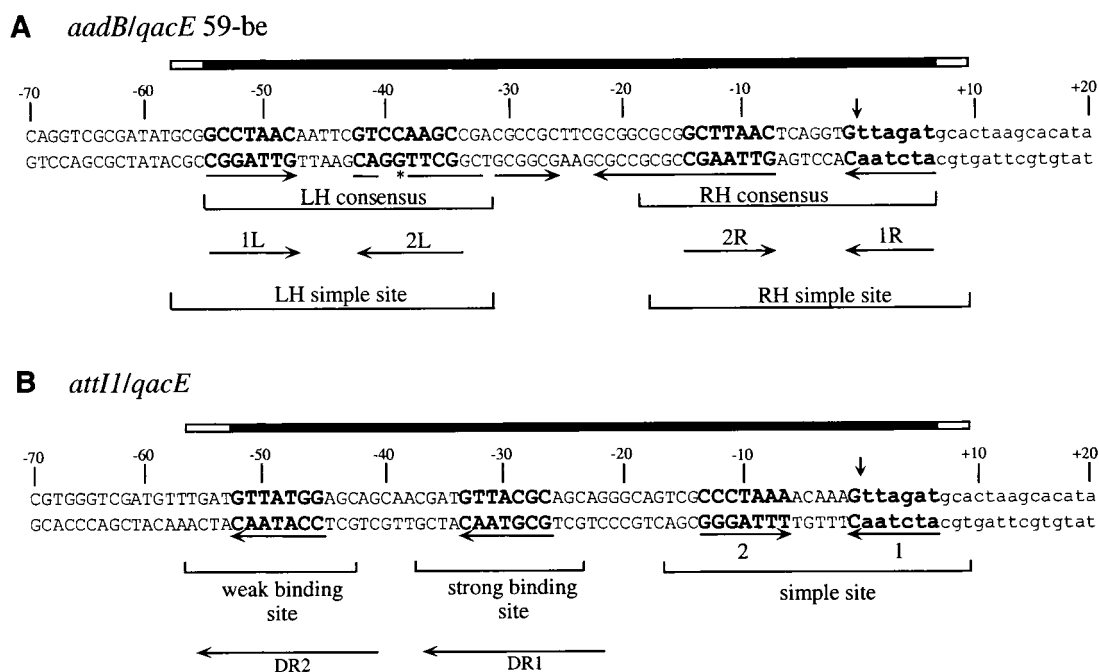 A aadB/qacE 59-be
-70 -60 -50 -40 -30 -20 -10 +10 +20
CAGGTCGCGATATGCGGCCTAACAATTCGTCCAAGCCGACGCCGCTTCGCGGCGCGGCTTAACTCAGGTGttagatgcactaagcacata
GTCCAGCGCTATACGCCGGATTGTTAAGCAGGTTCGGCTGCGGCGAAGCGCCGCGCCGAATTGAGTCCACaatctacgtgattcgtgtat
*
LH consensus RH consensus
1L 2L 2R 1R
LH simple site RH simple site
B attI1/qacE
-70 -60 -50 -40 -30 -20 -10 +10 +20
CGTGGGTCGATGTTTGATGTTATGGAGCAGCAACGATGTTACGCAGCAGGGCAGTCGCCCTAAAACAAAGttagatgcactaagcacata
GCACCCAGCTACAAACTACAATACCTCGTCGTTGCTACAATGCGTCGTCCCGTCAGCGGGATTTTGTTTCaatctacgtgattcgtgtat
2 1
weak binding site
strong binding site
simple site
DR2 DR1